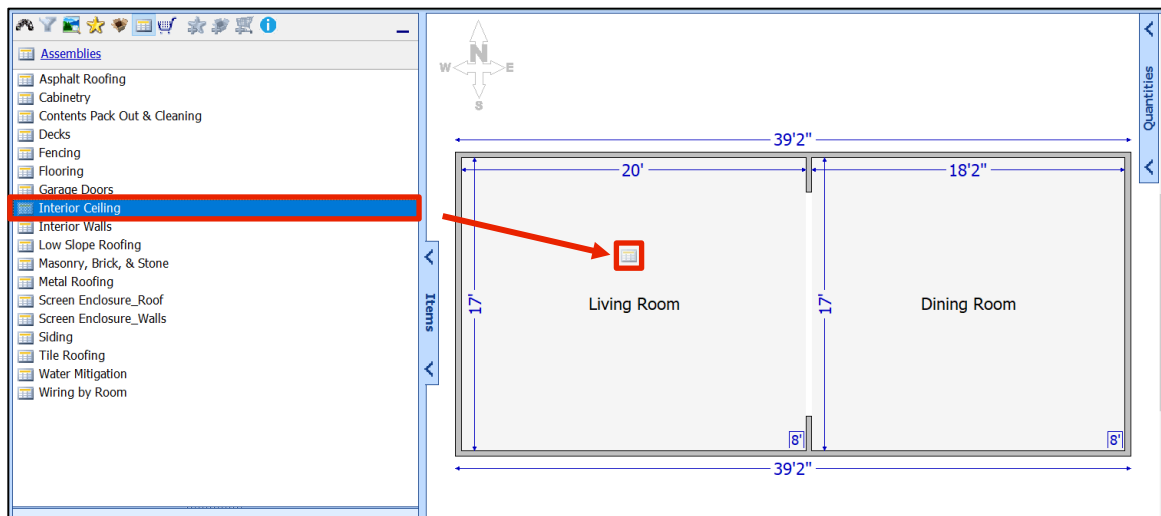 Assemblies
Asphalt Roofing
Cabinetry
Contents Pack Out & Cleaning
Decks
Fencing
Flooring
Garage Doors
Interior Ceiling
Interior Walls
Low Slope Roofing
Masonry, Brick, & Stone
Metal Roofing
Screen Enclosure_Roof
Screen Enclosure_Walls
Siding
Tile Roofing
Water Mitigation
Wiring by Room
Items
N
W
E
S
39'2"
20'
18'2"
17'
Living Room
17'
Dining Room
8'
8'
39'2"
Quantities